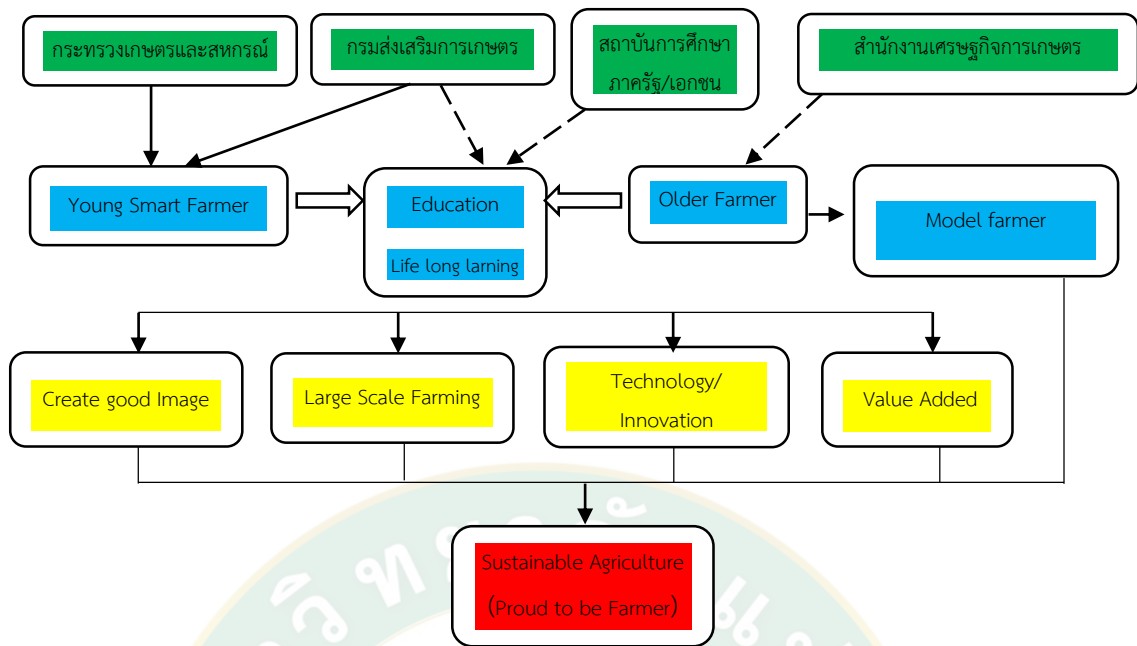 กระทรวงเกษตรและสหกรณ์
กรมส่งเสริมการเกษตร
สถาบันการศึกษา
ภาครัฐ/เอกชน
สำนักงานเศรษฐกิจการเกษตร
Young Smart Farmer
Education
Life long larning
Older Farmer
Model farmer
Create good Image
Large Scale Farming
Technology/
Innovation
Value Added
Sustainable Agriculture
(Proud to be Farmer)